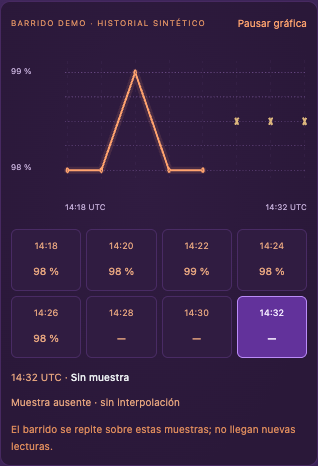 BARRIDO DEMO · HISTORIAL SINTÉTICO Pausar gráfica
99 %
98 %
14:18 UTC 14:32 UTC
14:18 14:20 14:22 14:24
98 % 98 % 99 % 98 %
14:26 14:28 14:30 14:32
98 % — — —
14:32 UTC · Sin muestra
Muestra ausente · sin interpolación
El barrido se repite sobre estas muestras; no llegan nuevas
lecturas.